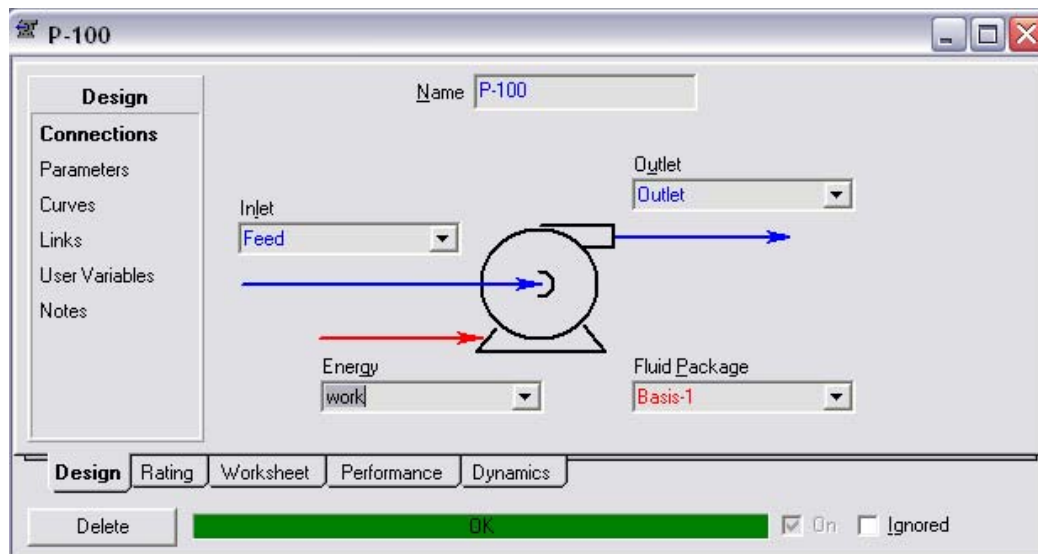 P-100
Design
Connections
Parameters
Curves
Links
User Variables
Notes
Name P-100
Outlet
Outlet
Inlet
Feed
Energy
work
Fluid Package
Basis-1
Design Rating Worksheet Performance Dynamics
Delete OK On Ignored